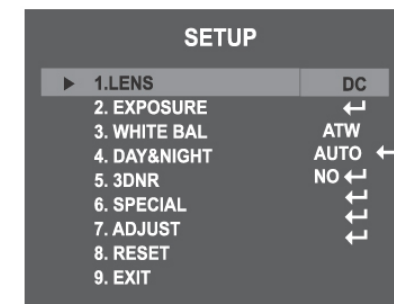 SETUP
1.LENS DC
2. EXPOSURE ↵
3. WHITE BAL ATW
4. DAY&NIGHT AUTO ↵
5. 3DNR NO ↵
6. SPECIAL ↵
7. ADJUST ↵
8. RESET ↵
9. EXIT